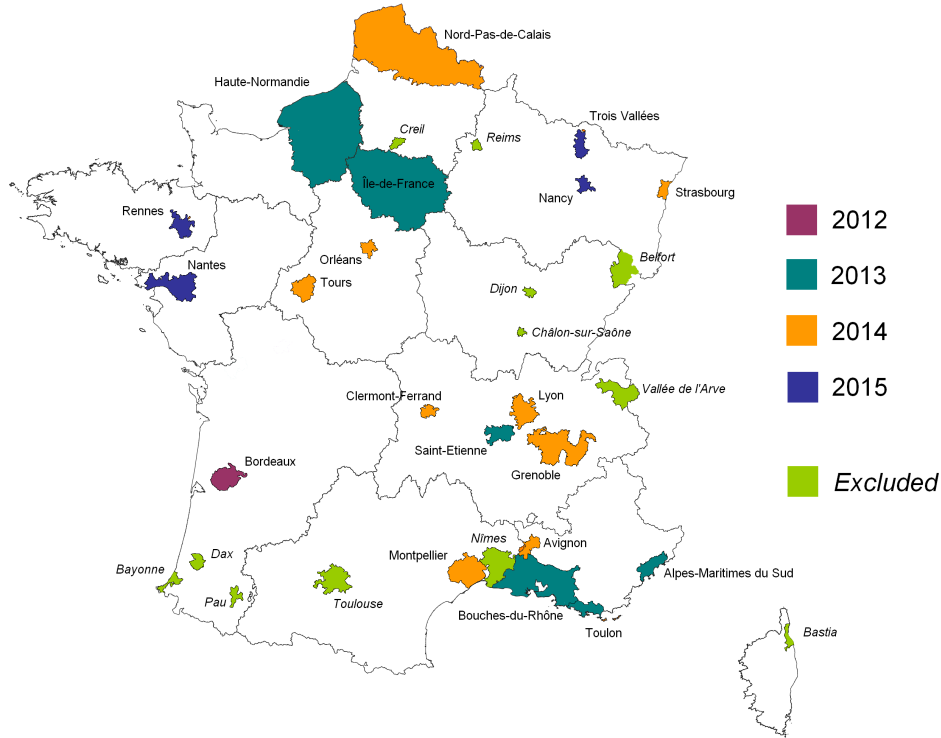 Nord-Pas-de-Calais
Haute-Normandie
Trois Vallées
Creil
Reims
Île-de-France
Strasbourg
Nancy
Rennes
2012
Orléans
Belfort
Nantes
2013
Tours
Dijon
Châlon-sur-Saône
2014
2015
Vallée de l'Arve
Clermont-Ferrand
Lyon
Saint-Etienne
Bordeaux
Grenoble
Excluded
Nîmes
Avignon
Montpellier
Dax
Bayonne
Alpes-Maritimes du Sud
Pau
Toulouse
Bouches-du-Rhône
Toulon
Bastia